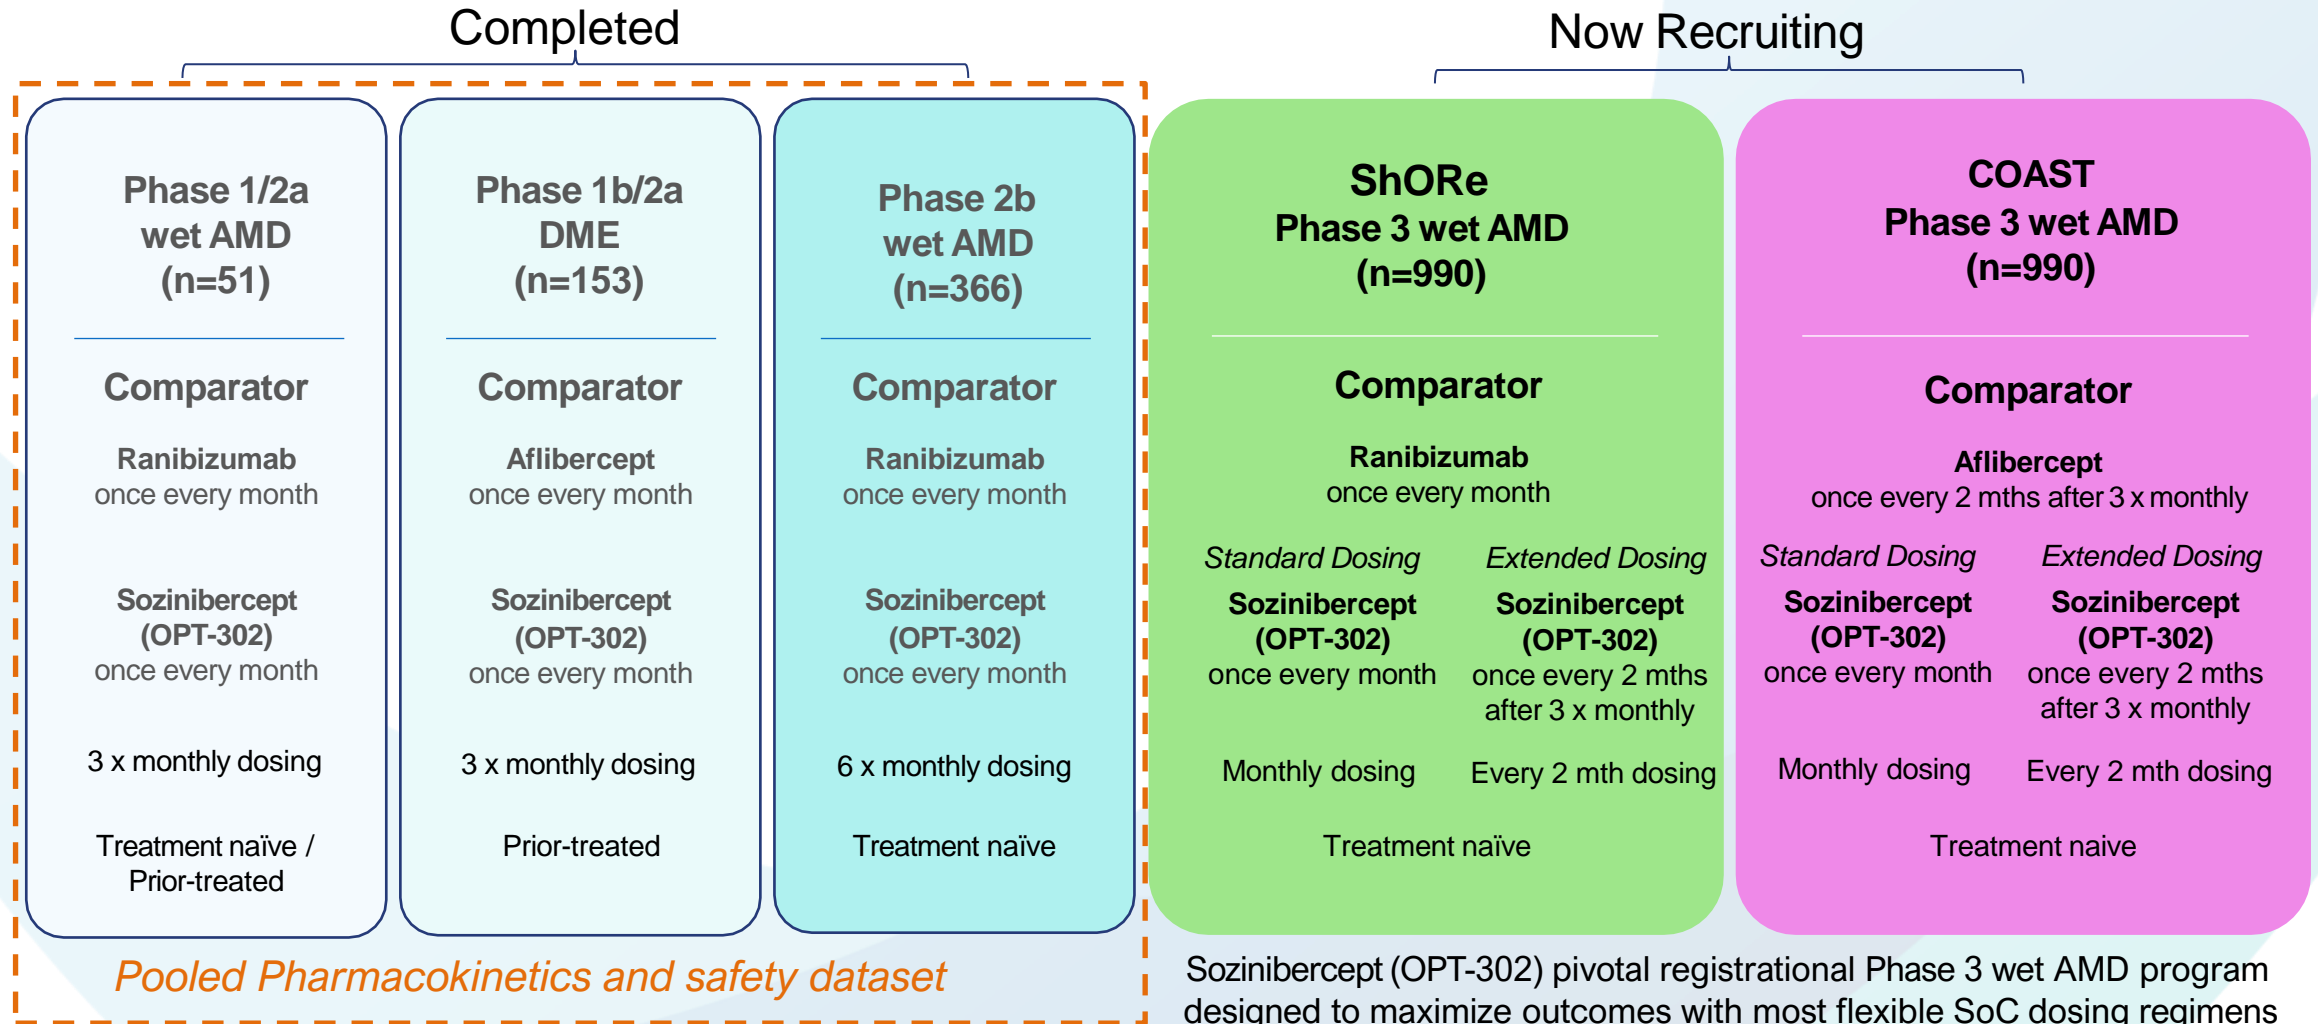 Completed
Now Recruiting
Phase 1/2a
wet AMD
(n=51)
Comparator
Ranibizumab
once every month
Sozinibercept
(OPT-302)
once every month
3 x monthly dosing
Treatment naïve /
Prior-treated
Phase 1b/2a
DME
(n=153)
Comparator
Aflibercept
once every month
Sozinibercept
(OPT-302)
once every month
3 x monthly dosing
Prior-treated
Phase 2b
wet AMD
(n=366)
Comparator
Ranibizumab
once every month
Sozinibercept
(OPT-302)
once every month
6 x monthly dosing
Treatment naïve
Pooled Pharmacokinetics and safety dataset
ShORe
Phase 3 wet AMD
(n=990)
Comparator
Ranibizumab
once every month
Standard Dosing
Sozinibercept
(OPT-302)
once every month
Monthly dosing
Extended Dosing
Sozinibercept
(OPT-302)
once every 2 mths
after 3 x monthly
Every 2 mth dosing
Treatment naïve
COAST
Phase 3 wet AMD
(n=990)
Comparator
Aflibercept
once every 2 mths after 3 x monthly
Standard Dosing
Sozinibercept
(OPT-302)
once every month
Monthly dosing
Extended Dosing
Sozinibercept
(OPT-302)
once every 2 mths
after 3 x monthly
Every 2 mth dosing
Treatment naive
Sozinibercept (OPT-302) pivotal registrational Phase 3 wet AMD program
designed to maximize outcomes with most flexible SoC dosing regimens